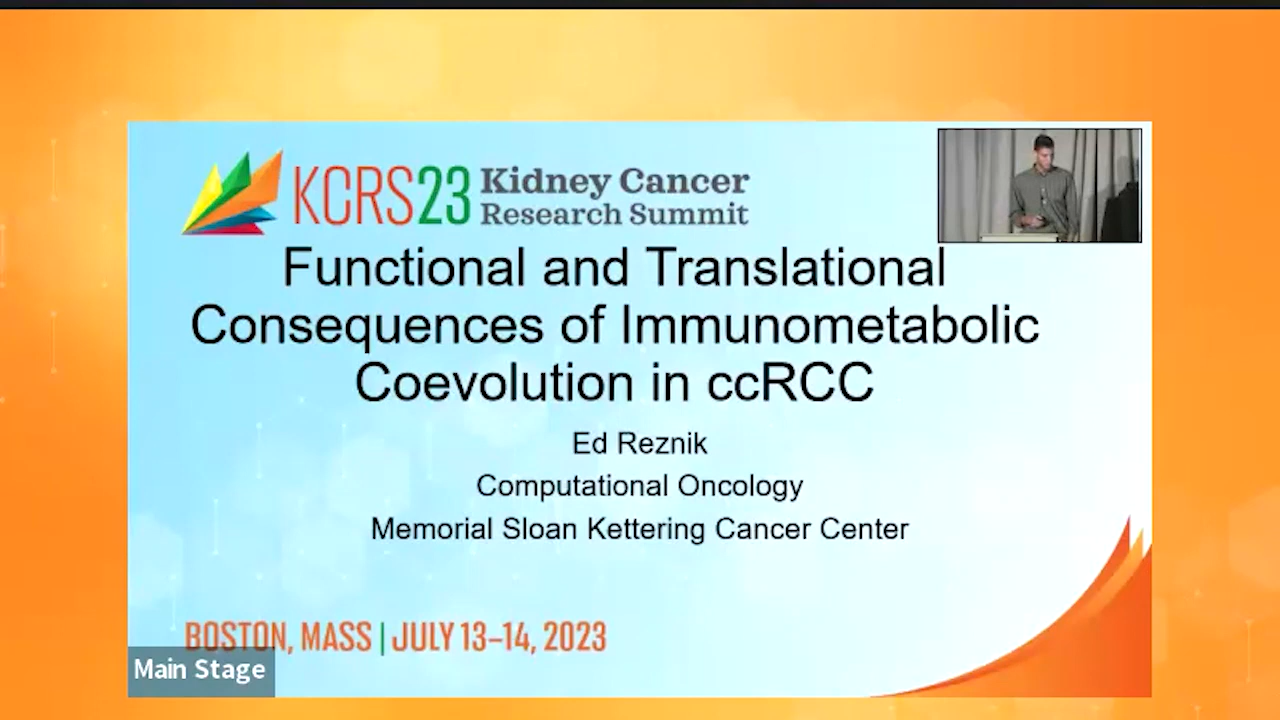 KCRS23 Kidney Cancer
Research Summit
Functional and Translational
Consequences of Immunometabolic
Coevolution in ccRCC
Ed Reznik
Computational Oncology
Memorial Sloan Kettering Cancer Center
BOSTON, MASS | JULY 13–14, 2023
Main Stage